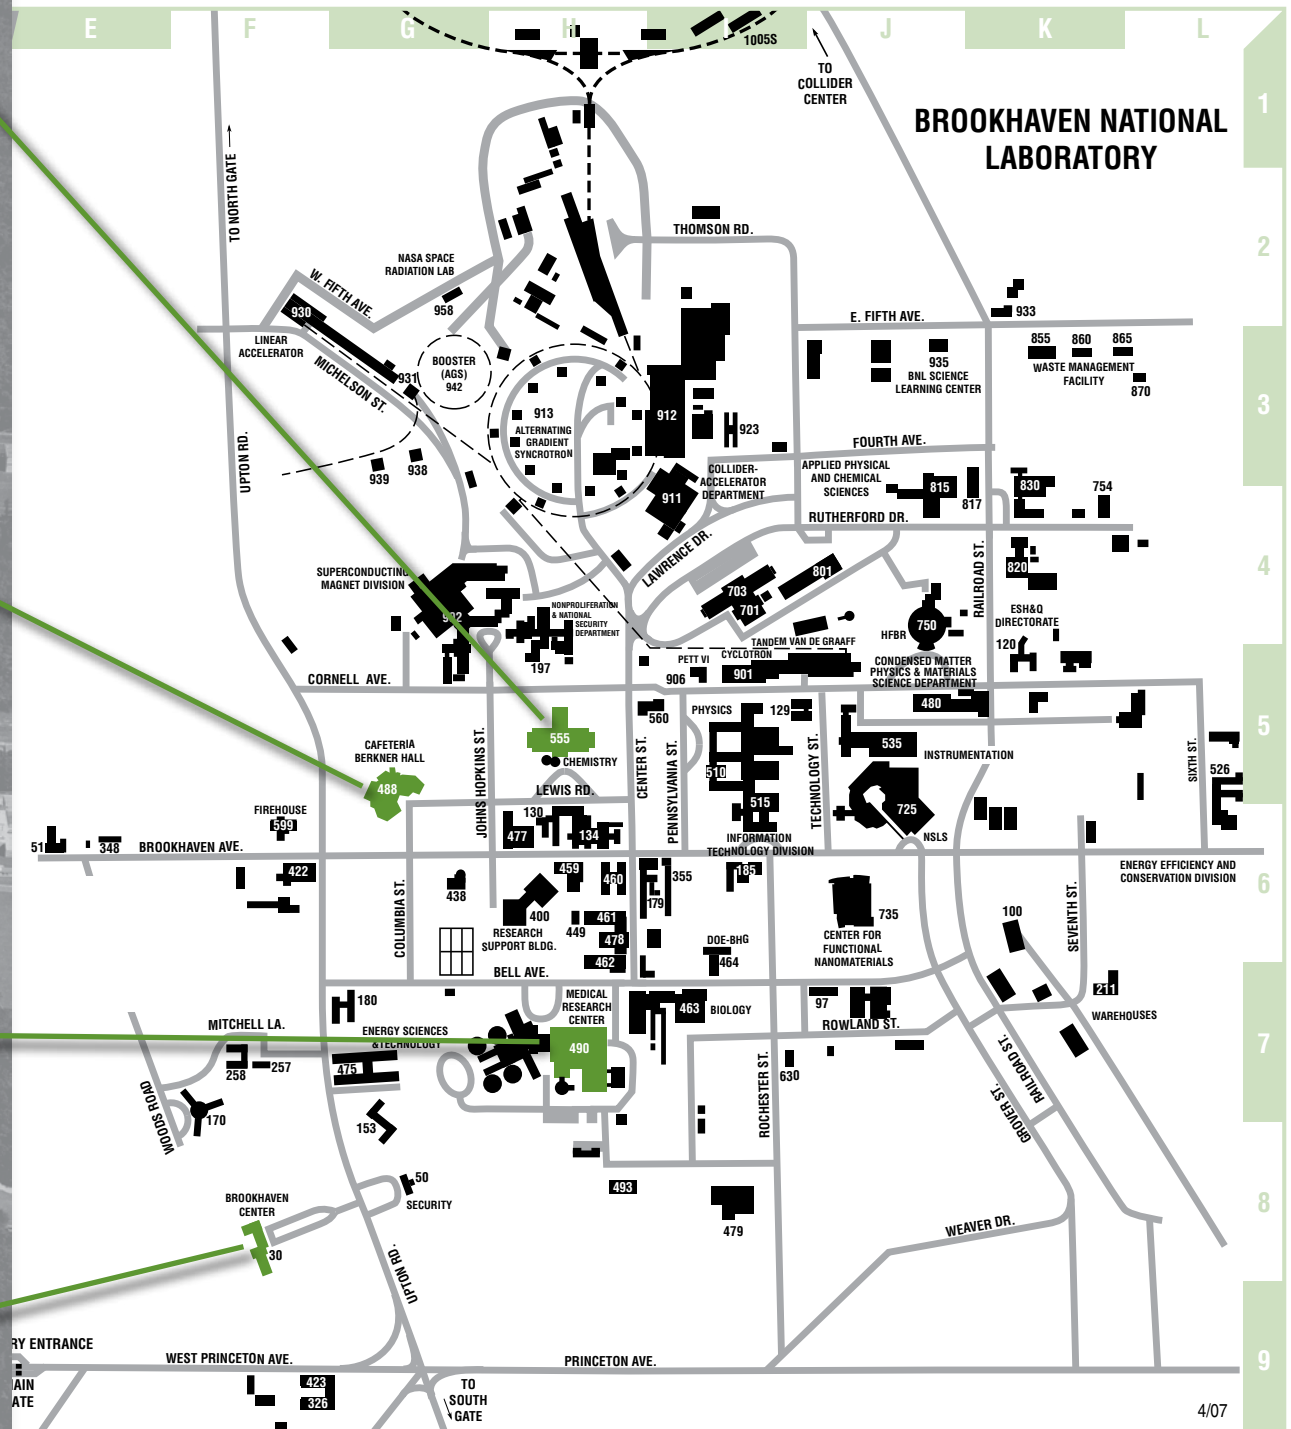 E
F
G
H
J
K
L
1005S
TO
COLLIDER
CENTER
1
BROOKHAVEN NATIONAL
LABORATORY
TO NORTH GATE
THOMSON RD.
2
NASA SPACE
RADIATION LAB
W. FIFTH AVE.
958
930
933
E. FIFTH AVE.
LINEAR
ACCELERATOR
MICHELSON ST.
931
BOOSTER
(AGS)
942
855
860
865
935
BNL SCIENCE
LEARNING CENTER
WASTE MANAGEMENT
FACILITY
870
3
913
ALTERNATING
GRADIENT
SYNCROTRON
912
923
FOURTH AVE.
UPTON RD.
939
938
COLLIDER-
ACCELERATOR
DEPARTMENT
911
APPLIED PHYSICAL
AND CHEMICAL
SCIENCES
815
817
830
754
RUTHERFORD DR.
LAWRENCE DR.
RAILROAD ST.
4
SUPERCONDUCTING
MAGNET DIVISION
902
703
701
801
820
NONPROLIFERATION
& NATIONAL
SECURITY
DEPARTMENT
197
TANDEM VAN DE GRAAFF
HFBR
750
ESH&Q
DIRECTORATE
120
PETT VI
CYCLOTRON
906
901
CONDENSED MATTER
PHYSICS & MATERIALS
SCIENCE DEPARTMENT
CORNELL AVE.
480
560
PHYSICS
129
5
555
CHEMISTRY
CAFETERIA
BERKNER HALL
488
JOHNS HOPKINS ST.
CENTER ST.
PENNSYLVANIA ST.
510
TECHNOLOGY ST.
535
INSTRUMENTATION
SIXTH ST.
526
LEWIS RD.
515
725
NSLS
FIREHOUSE
599
130
477
134
51
348
BROOKHAVEN AVE.
INFORMATION
TECHNOLOGY DIVISION
ENERGY EFFICIENCY AND
CONSERVATION DIVISION
6
422
438
459
460
355
179
185
COLUMBIA ST.
400
449
461
478
462
RESEARCH
SUPPORT BLDG.
DOE-BHG
464
735
CENTER FOR
FUNCTIONAL
NANOMATERIALS
100
SEVENTH ST.
BELL AVE.
211
WAREHOUSES
180
MEDICAL
RESEARCH
CENTER
463
BIOLOGY
97
ROWLAND ST.
7
MITCHELL LA.
ENERGY SCIENCES
&TECHNOLOGY
490
475
258
257
630
ROCHESTER ST.
RAILROAD ST.
GROVER ST.
WOODS ROAD
170
153
50
SECURITY
493
479
8
BROOKHAVEN
CENTER
30
UPTON RD.
WEAVER DR.
RY ENTRANCE
WEST PRINCETON AVE.
PRINCETON AVE.
9
AIN
ATE
423
326
TO
SOUTH
GATE
4/07